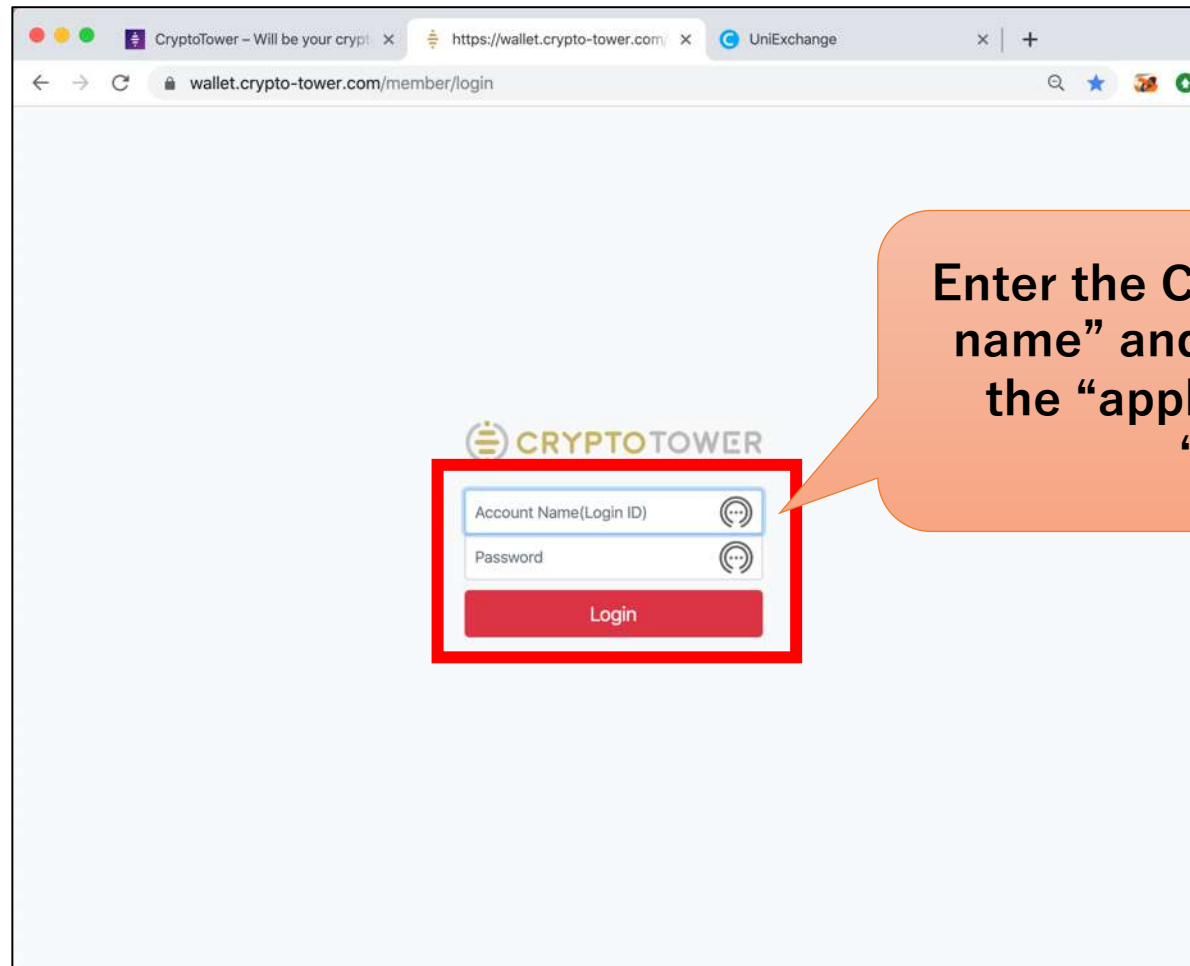 CryptoTower – Will be your crypt
https://wallet.crypto-tower.com/
UniExchange
wallet.crypto-tower.com/member/login
Enter the C
name” and
the “appl
“
CRYPTOTOWER
Account Name(Login ID)
Password
Login